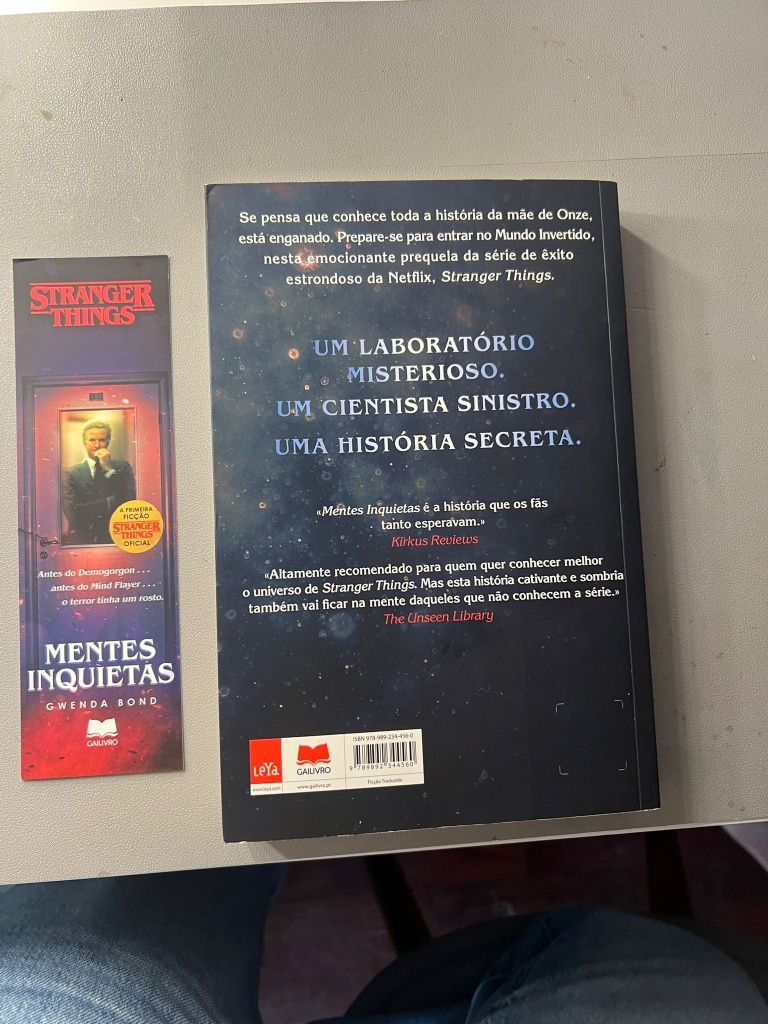 STRANGER
THINGS
A PRIMEIRA
FICÇÃO
STRANGER
THINGS
OFICIAL
Antes do Demogorgon . . .
antes do Mind Flayer . . .
o terror tinha um rosto.
MENTES
INQUIETAS
GWENDA BOND
GAILIVRO
Se pensa que conhece toda a história da mãe de Onze,
está enganado. Prepare-se para entrar no Mundo Invertido,
nesta emocionante prequela da série de êxito
estrondoso da Netflix, Stranger Things.
UM LABORATÓRIO
MISTERIOSO.
UM CIENTISTA SINISTRO.
UMA HISTÓRIA SECRETA.
«Mentes Inquietas é a história que os fãs
tanto esperavam.»
Kirkus Reviews
«Altamente recomendado para quem quer conhecer melhor
o universo de Stranger Things. Mas esta história cativante e sombria
também vai ficar na mente daqueles que não conhecem a série.»
The Unseen Library
LEYA
www.leya.com
GAILIVRO
www.gailivro.pt
ISBN 978-989-234-456-0
9 789892 344560
Ficção Traduzida